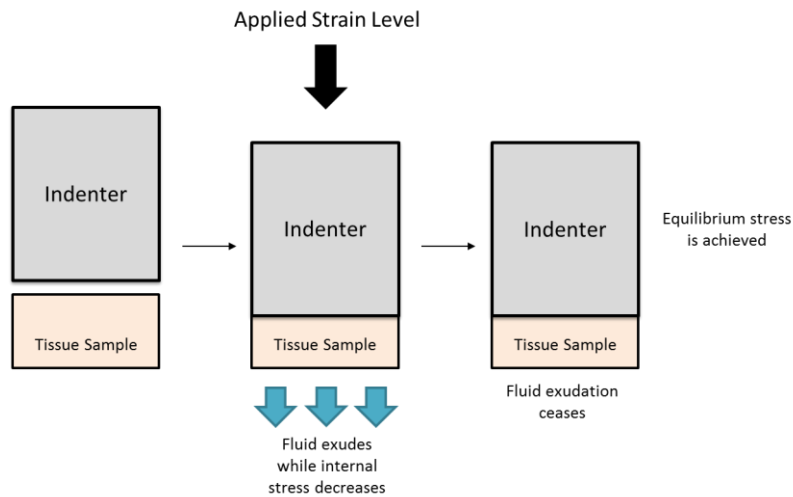 Applied Strain Level
Indenter
Tissue Sample
Indenter
Tissue Sample
Fluid exudes
while internal
stress decreases
Indenter
Tissue Sample
Fluid exudation
ceases
Equilibrium stress
is achieved